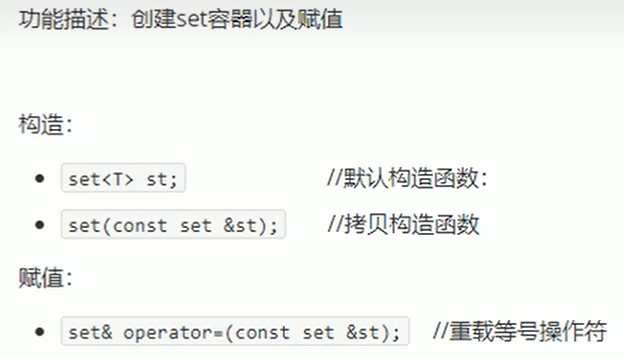 功能描述：创建set容器以及赋值
构造：
• set<T> st; //默认构造函数：
• set(const set &st); //拷贝构造函数
赋值：
• set& operator=(const set &st); //重载等号操作符